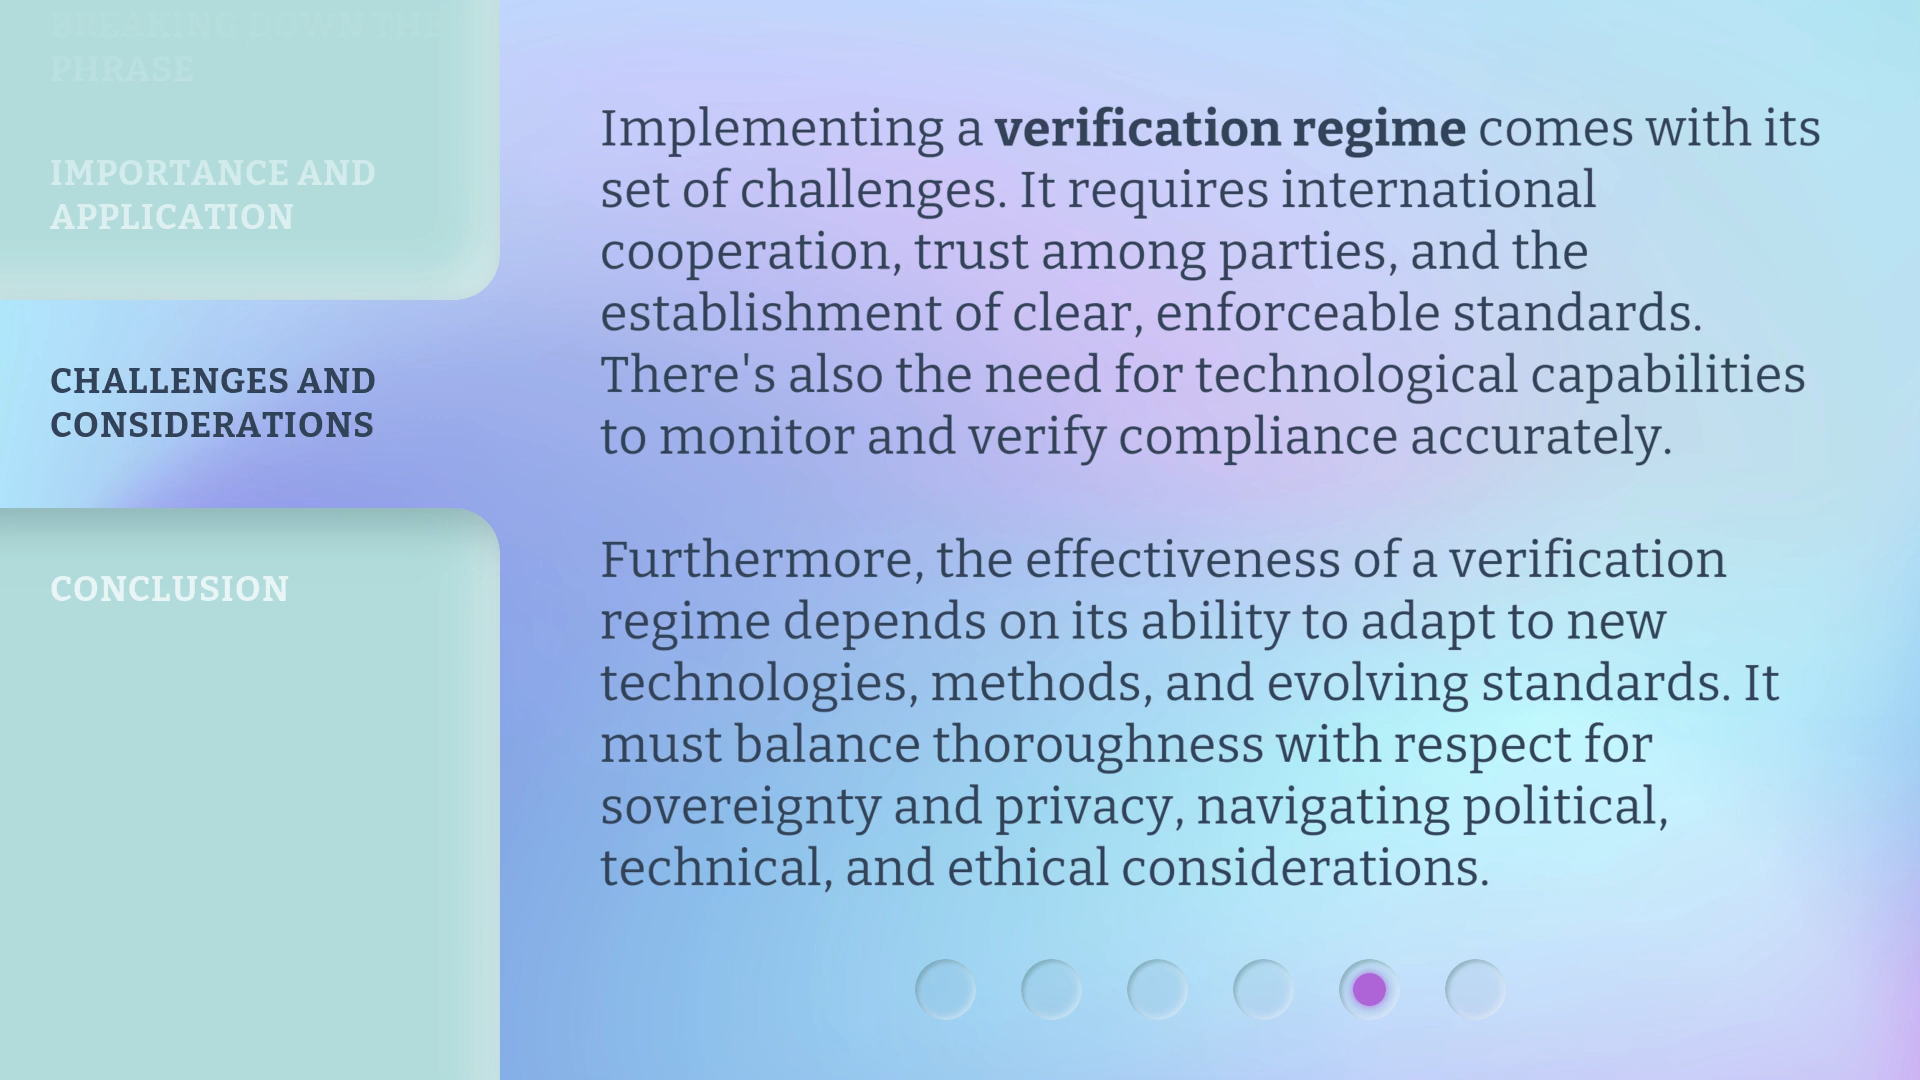 BREAKING DOWN THE
PHRASE
IMPORTANCE AND
APPLICATION
CHALLENGES AND
CONSIDERATIONS
CONCLUSION
Implementing a verification regime comes with its
set of challenges. It requires international
cooperation, trust among parties, and the
establishment of clear, enforceable standards.
There's also the need for technological capabilities
to monitor and verify compliance accurately.
Furthermore, the effectiveness of a verification
regime depends on its ability to adapt to new
technologies, methods, and evolving standards. It
must balance thoroughness with respect for
sovereignty and privacy, navigating political,
technical, and ethical considerations.